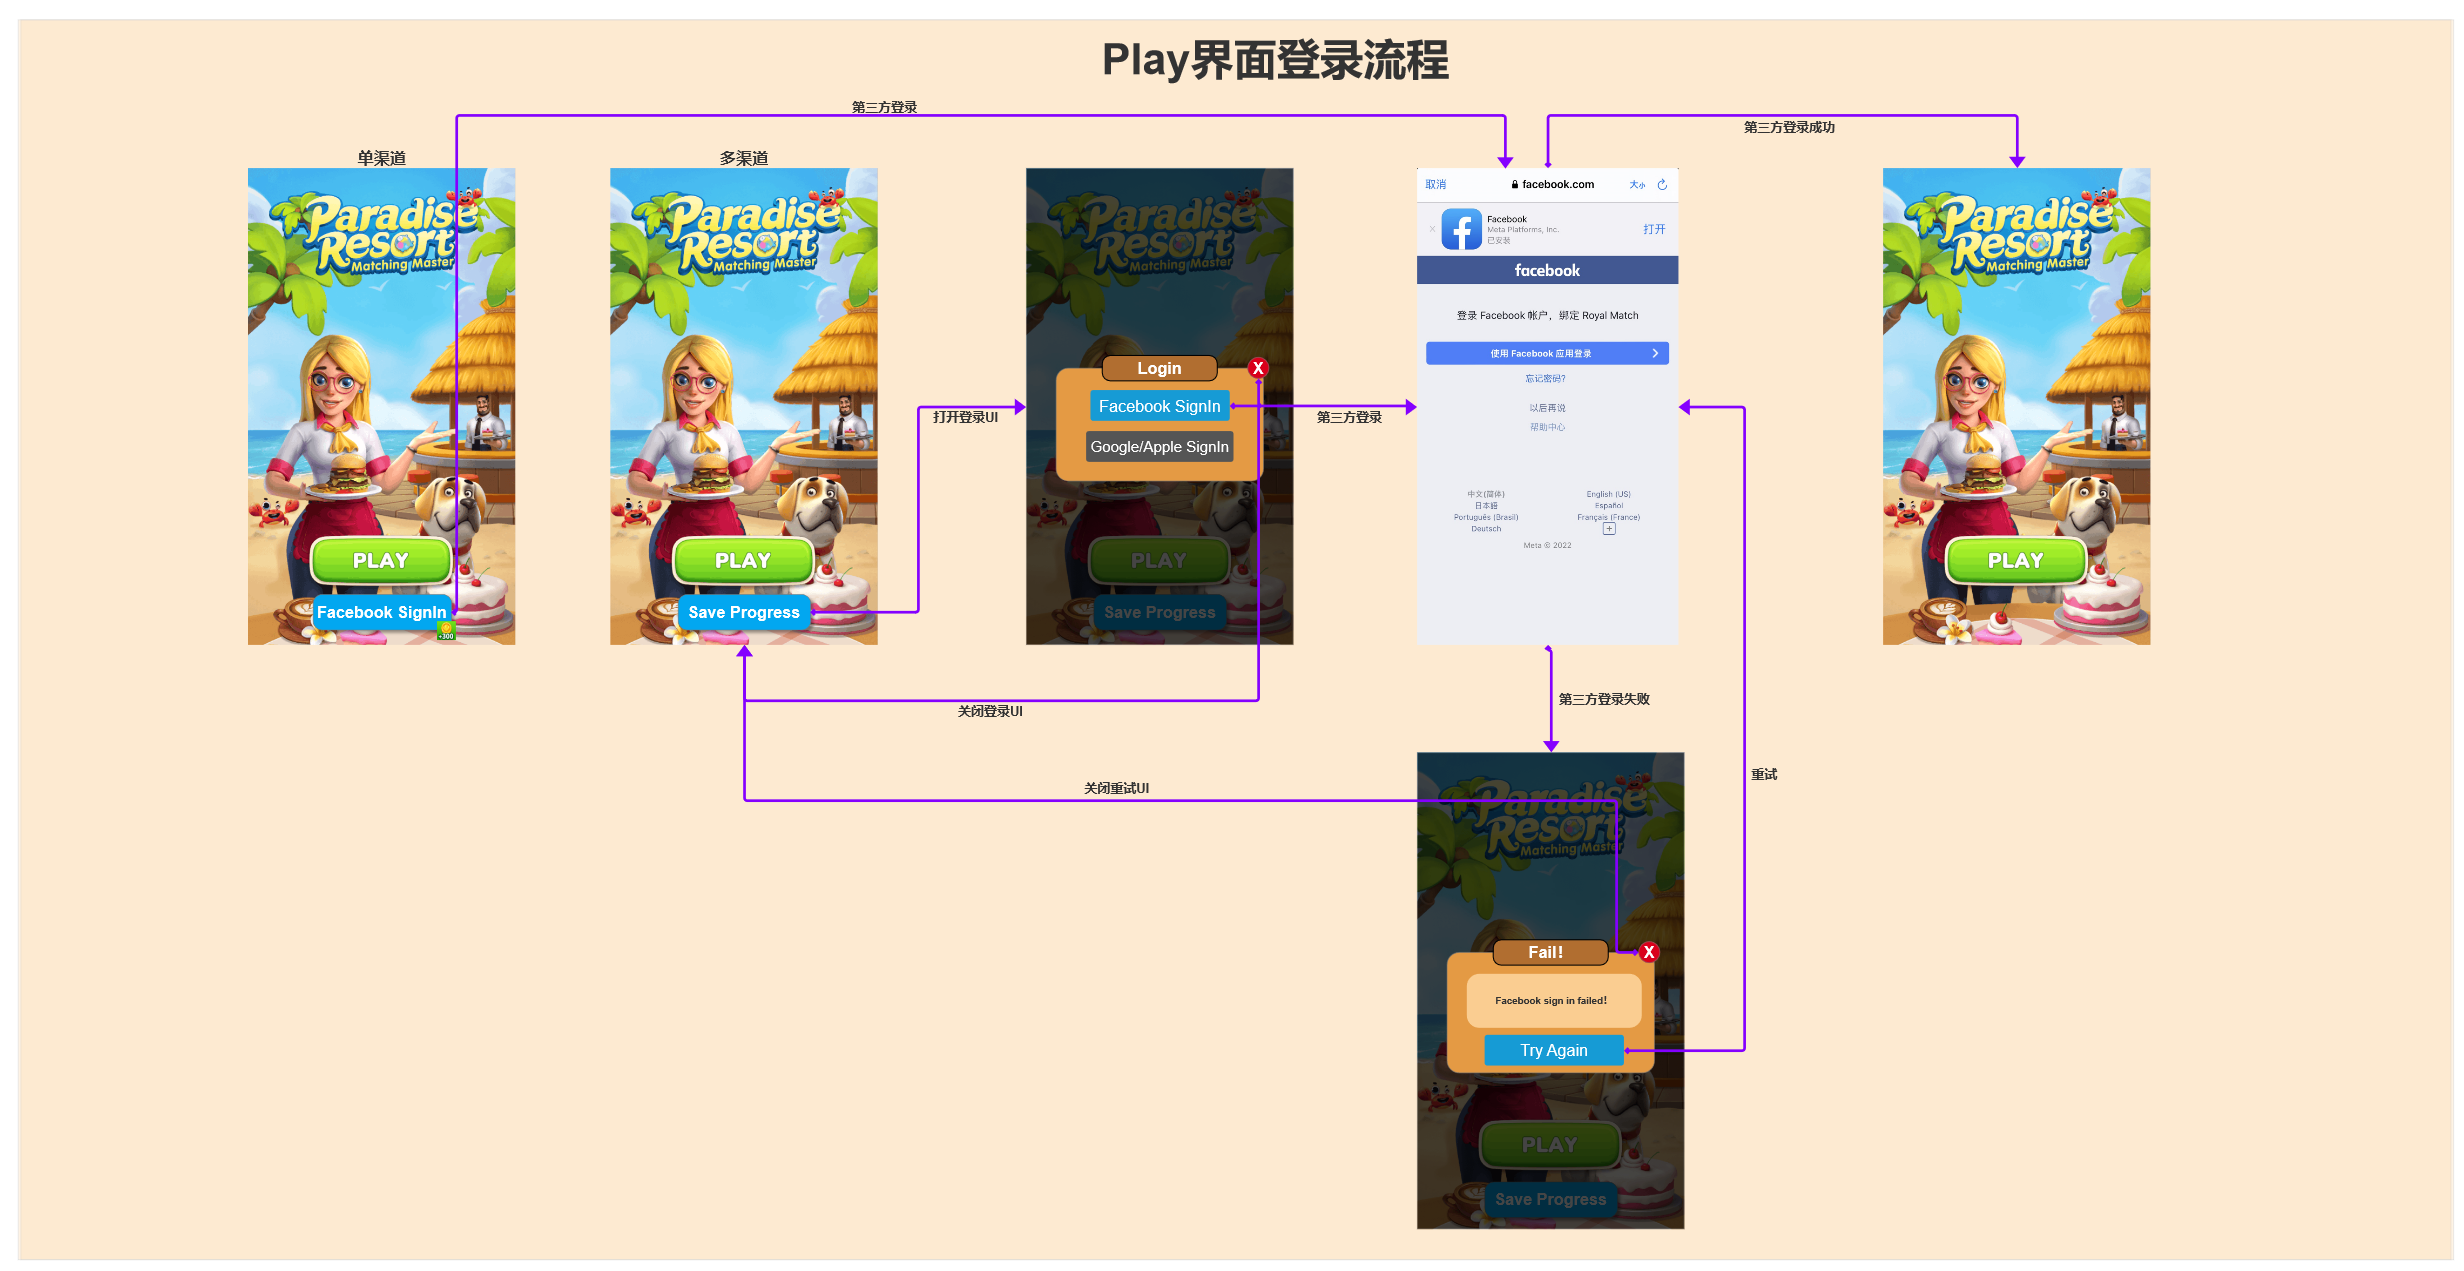 Play界面登录流程
第三方登录
第三方登录成功
单渠道
多渠道
Paradise
Resort
Matching Master
PLAY
Facebook SignIn
+300
Paradise
Resort
Matching Master
PLAY
Save Progress
打开登录UI
Paradise
Resort
Matching Master
Login
X
Facebook SignIn
Google/Apple SignIn
PLAY
Save Progress
第三方登录
关闭登录UI
取消
facebook.com
大小
Facebook
Meta Platforms, Inc.
已安装
打开
facebook
登录 Facebook 帐户，绑定 Royal Match
使用 Facebook 应用登录
忘记密码?
以后再说
帮助中心
中文(简体)
English (US)
日本語
Español
Português (Brasil)
Français (France)
Deutsch
Meta © 2022
Paradise
Resort
Matching Master
PLAY
第三方登录失败
重试
关闭重试UI
Paradise
Resort
Matching Master
Fail!
X
Facebook sign in failed!
Try Again
PLAY
Save Progress